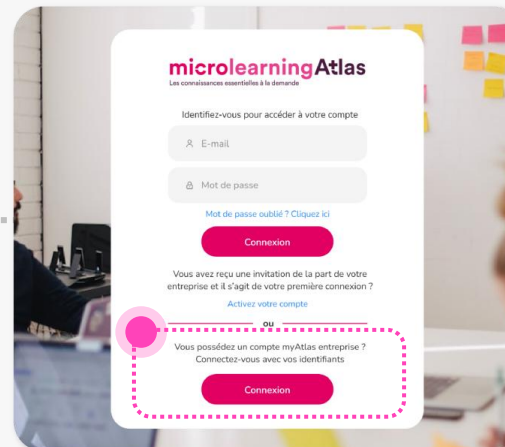 microlearningAtlas
Les connaissances essentielles à la demande
Identifiez-vous pour accéder à votre compte
E-mail
Mot de passe
Mot de passe oublié ? Cliquez ici
Connexion
Vous avez reçu une invitation de la part de votre
entreprise et il s'agit de votre première connexion ?
Activez votre compte
ou
Vous possédez un compte myAtlas entreprise ?
Connectez-vous avec vos identifiants
Connexion